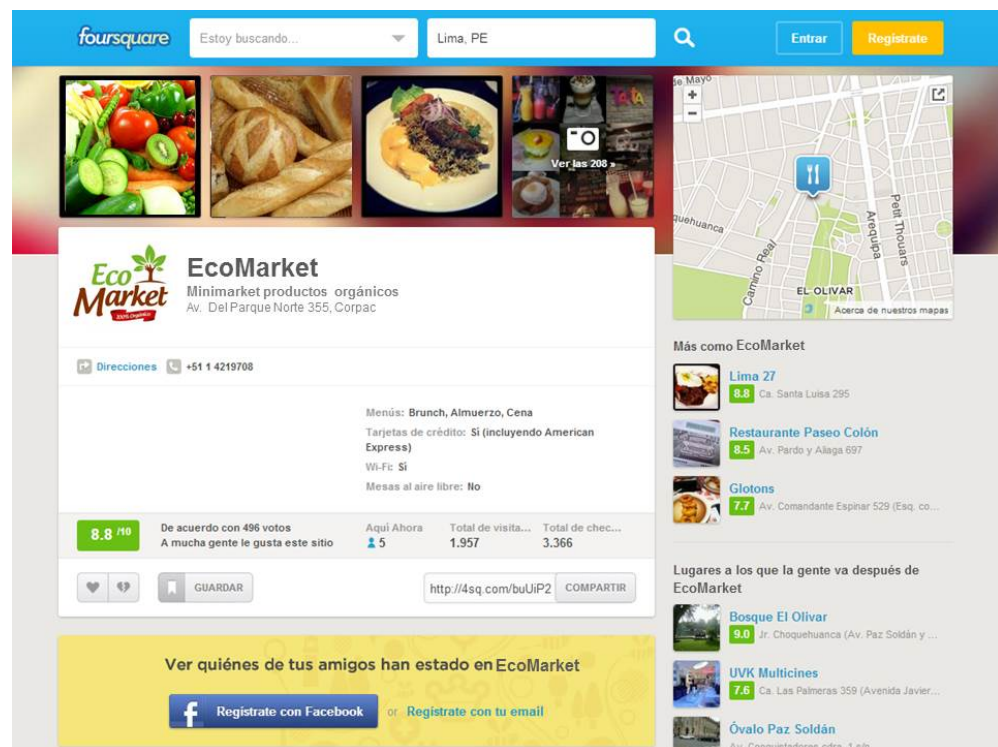 foursquare
Estoy buscando...
Lima, PE
Entrar
Regístrate
Ver las 208 »
de Mayo
+
-
quehuanca
Camino Real
Arequipa
Petit Thouars
EL OLIVAR
Acerca de nuestros mapas
Eco
Market
100% Orgánico
EcoMarket
Minimarket productos orgánicos
Av. Del Parque Norte 355, Corpac
Direcciones
+51 1 4219708
Menús: Brunch, Almuerzo, Cena
Tarjetas de crédito: Sí (incluyendo American
Express)
Wi-Fi: Sí
Mesas al aire libre: No
8.8 /10
De acuerdo con 496 votos
A mucha gente le gusta este sitio
Aquí Ahora
5
Total de visita...
1.957
Total de chec...
3.366
GUARDAR
http://4sq.com/buUiP2
COMPARTIR
Ver quiénes de tus amigos han estado en EcoMarket
f Regístrate con Facebook
or Regístrate con tu email
Más como EcoMarket
Lima 27
8.8 Ca. Santa Luisa 295
Restaurante Paseo Colón
8.5 Av. Pardo y Aliaga 697
Glotons
7.7 Av. Comandante Espinar 529 (Esq. co...
Lugares a los que la gente va después de
EcoMarket
Bosque El Olivar
9.0 Jr. Choquehuanca (Av. Paz Soldán y ...
UVK Multicines
7.6 Ca. Las Palmeras 359 (Avenida Javier...
Óvalo Paz Soldán